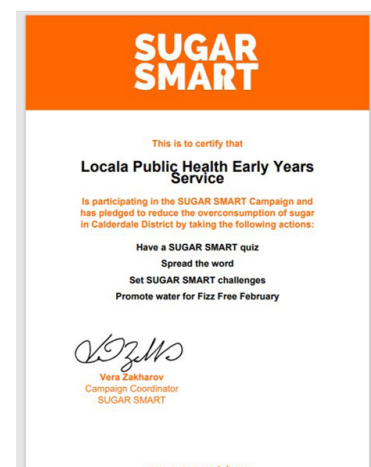 SUGAR
SMART
This is to certify that
Locala Public Health Early Years
Service
Is participating in the SUGAR SMART Campaign and
has pledged to reduce the overconsumption of sugar
in Calderdale District by taking the following actions:
Have a SUGAR SMART quiz
Spread the word
Set SUGAR SMART challenges
Promote water for Fizz Free February
Vera Zakharov
Campaign Coordinator
SUGAR SMART